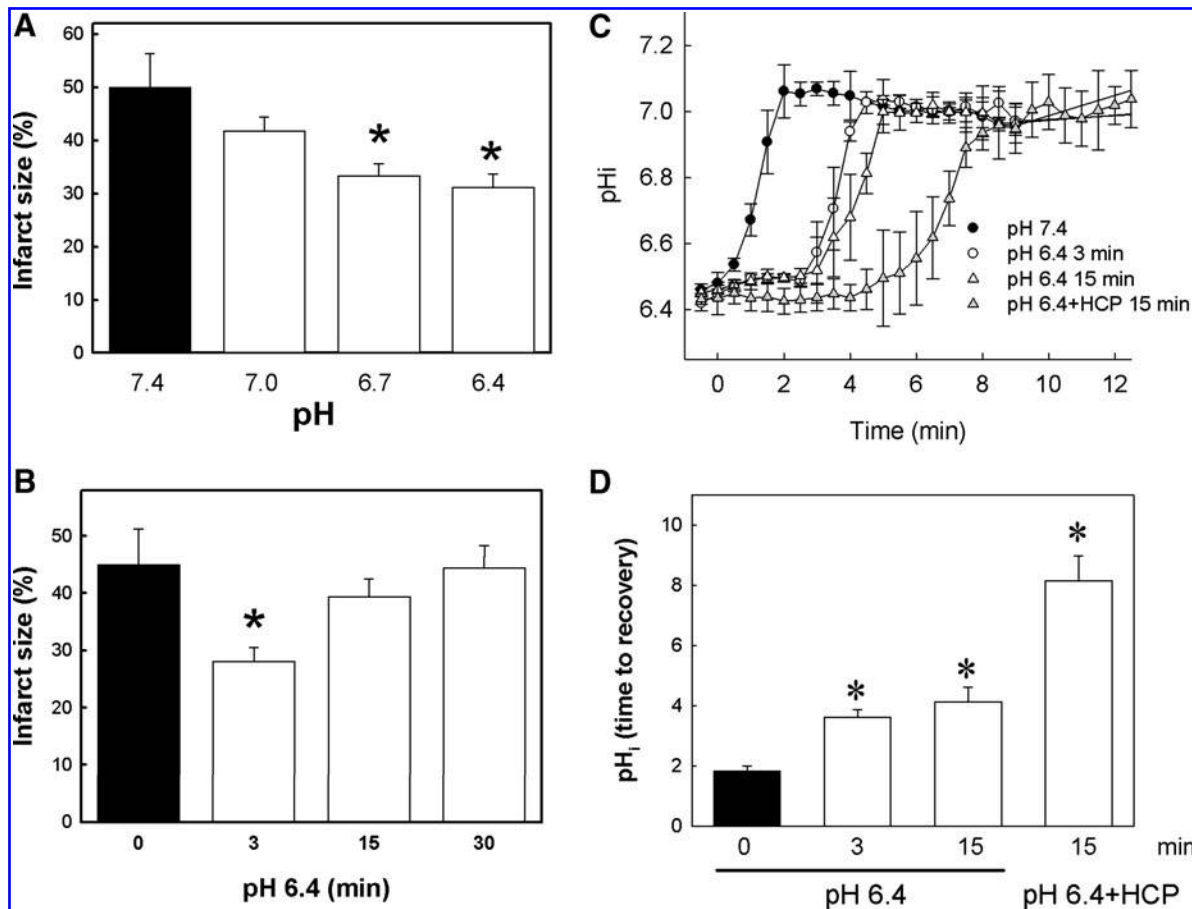 A
Infarct size (%)
60
50
40
30
20
10
0
7.4 7.0 6.7 6.4
* *
pH
B
Infarct size (%)
50
40
30
20
10
0
*
0 3 15 30
pH 6.4 (min)
C
pHi
7.2
7.0
6.8
6.6
6.4
pH 7.4
pH 6.4 3 min
pH 6.4 15 min
pH 6.4+HCP 15 min
0 2 4 6 8 10 12
Time (min)
D
pHi (time to recovery)
10
8
6
4
2
0
* * *
0 3 15 15 min
pH 6.4 pH 6.4+HCP